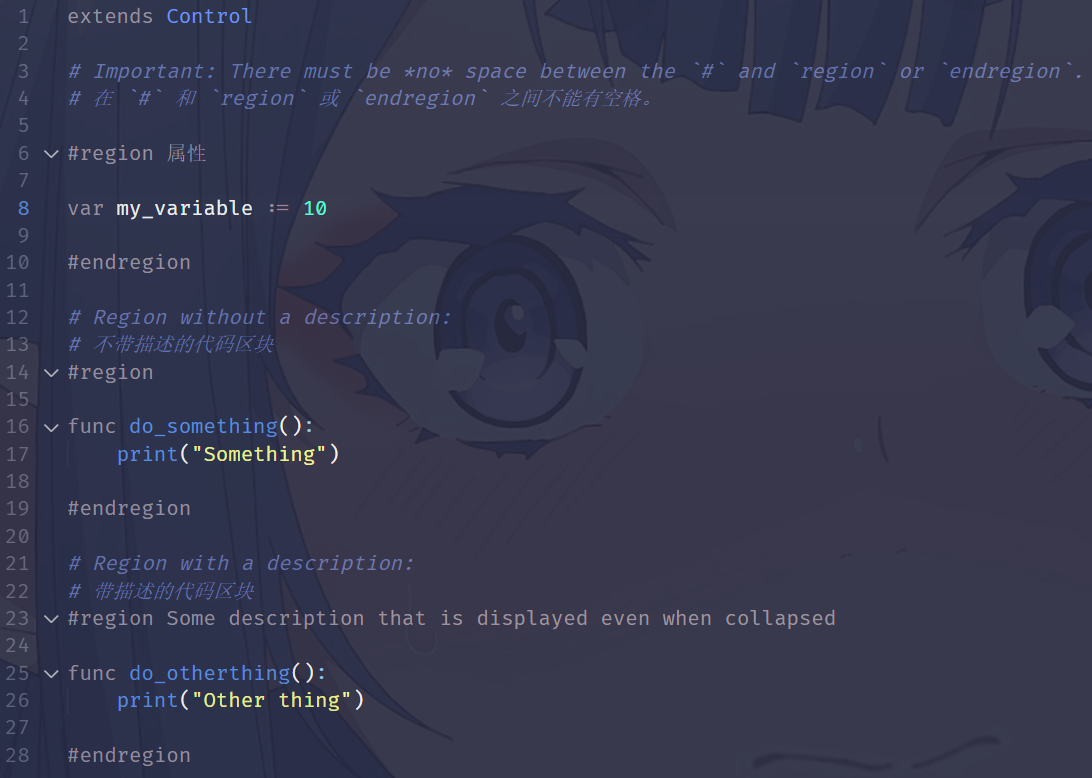 1 extends Control
2
3 # Important: There must be *no* space between the `#` and `region` or `endregion`.
4 # 在 `#` 和 `region` 或 `endregion` 之间不能有空格。
5
6 #region 属性
7
8 var my_variable := 10
9
10 #endregion
11
12 # Region without a description:
13 # 不带描述的代码区块
14 #region
15
16 func do_something():
17 print("Something")
18
19 #endregion
20
21 # Region with a description:
22 # 带描述的代码区块
23 #region Some description that is displayed even when collapsed
24
25 func do_otherthing():
26 print("Other thing")
27
28 #endregion